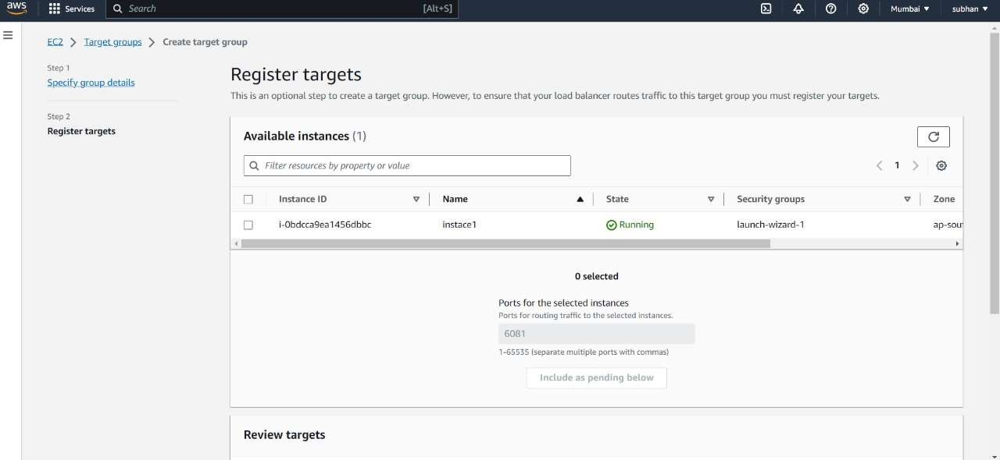 aws Services Search [Alt+S] Mumbai subhan
EC2 Target groups Create target group
Step 1
Specify group details
Step 2
Register targets
Register targets
This is an optional step to create a target group. However, to ensure that your load balancer routes traffic to this target group you must register your targets.
Available instances (1)
Filter resources by property or value
1
Instance ID Name State Security groups Zone
i-0bdcca9ea1456dbbc instace1 Running launch-wizard-1 ap-sou
0 selected
Ports for the selected instances
Ports for routing traffic to the selected instances.
6081
1-65535 (separate multiple ports with commas)
Include as pending below
Review targets